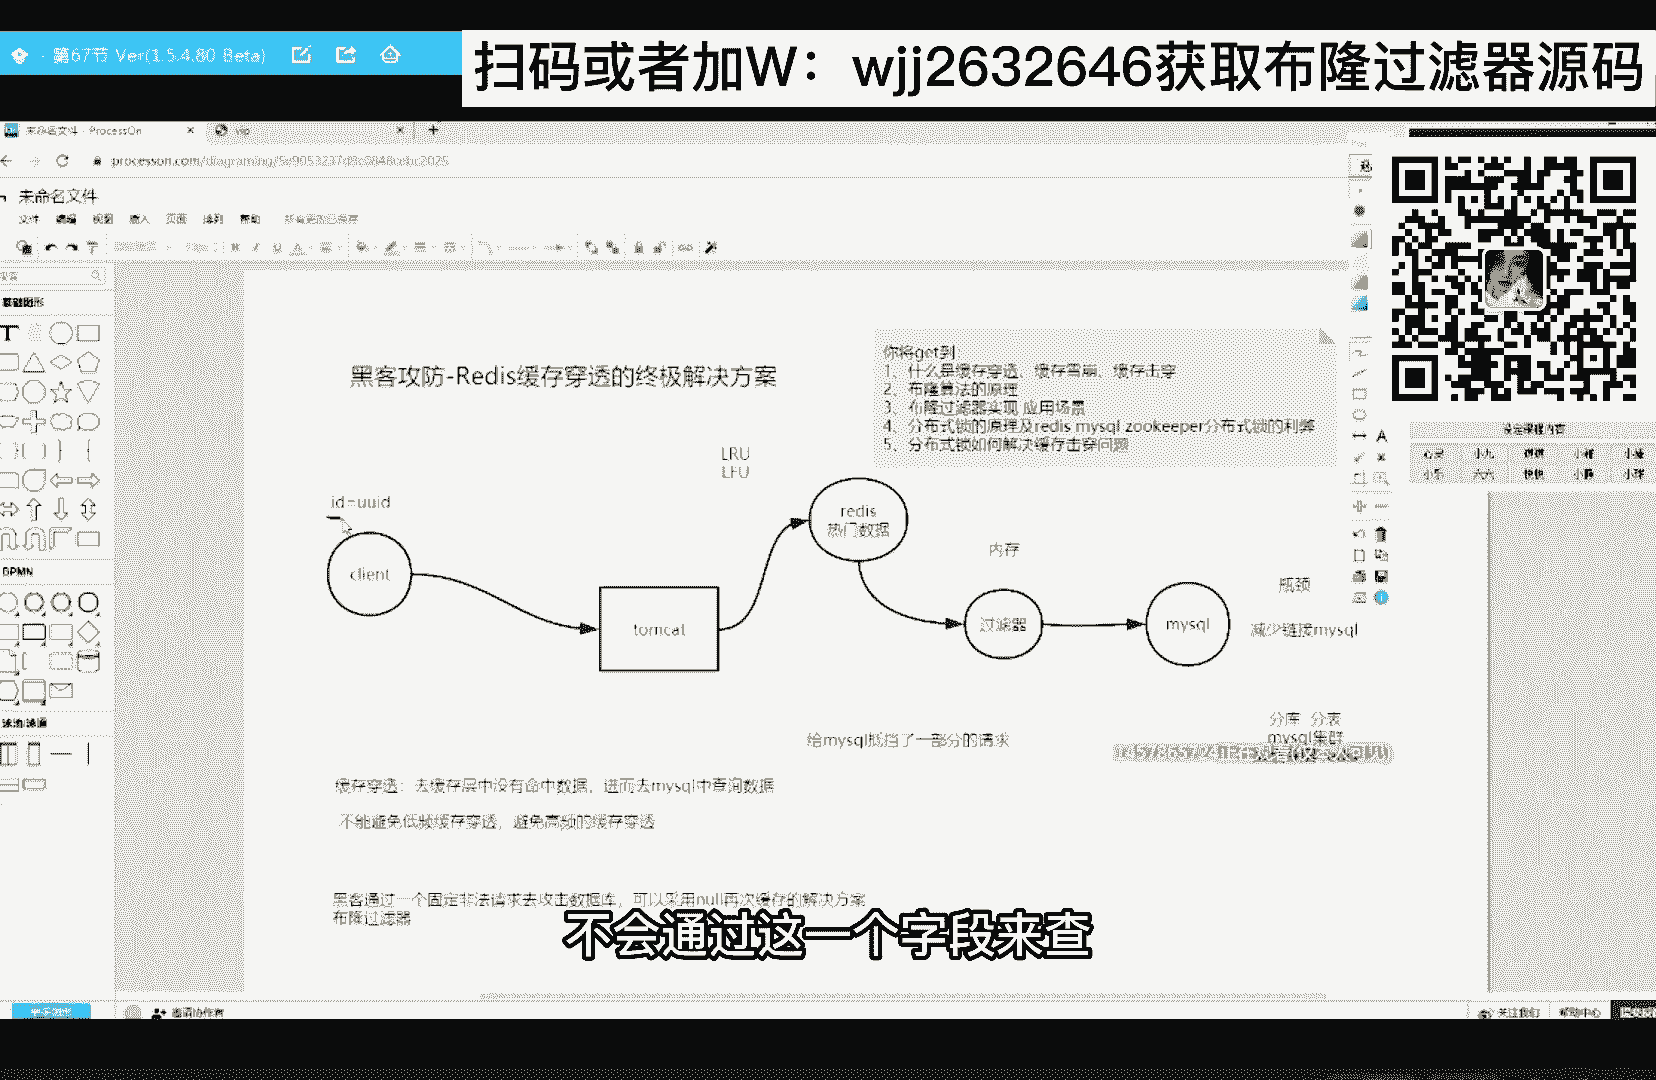 第67节 Ver(1.5.4.80 Beta)
扫码或者加W：wjj2632646获取布隆过滤器源码
未命名文件 - ProcessOn
vip
未命名文件
文件 编辑 视图 插入 页面 排列 帮助
基础图形
黑客攻防-Redis缓存穿透的终极解决方案
你将get到
1、什么是缓存穿透、缓存雪崩、缓存击穿
2、布隆算法的原理
3、布隆过滤器实现 应用场景
4、分布式锁的原理及redis mysql zookeeper分布式锁的利弊
5、分布式锁如何解决缓存击穿问题
LRU
LFU
id=uuid
client
tomcat
redis
热门数据
内存
过滤器
mysql
瓶颈
减少链接mysql
分库 分表
mysql集群
给mysql抵挡了一部分的请求
缓存穿透：去缓存层中没有命中数据，进而去mysql中查询数据
不能避免低频缓存穿透，避免高频的缓存穿透
黑客通过一个固定非法请求去攻击数据库，可以采用null再次缓存的解决方案
布隆过滤器
不会通过这一个字段来查
BPMN
邀请协作者
关注我们
帮助中心